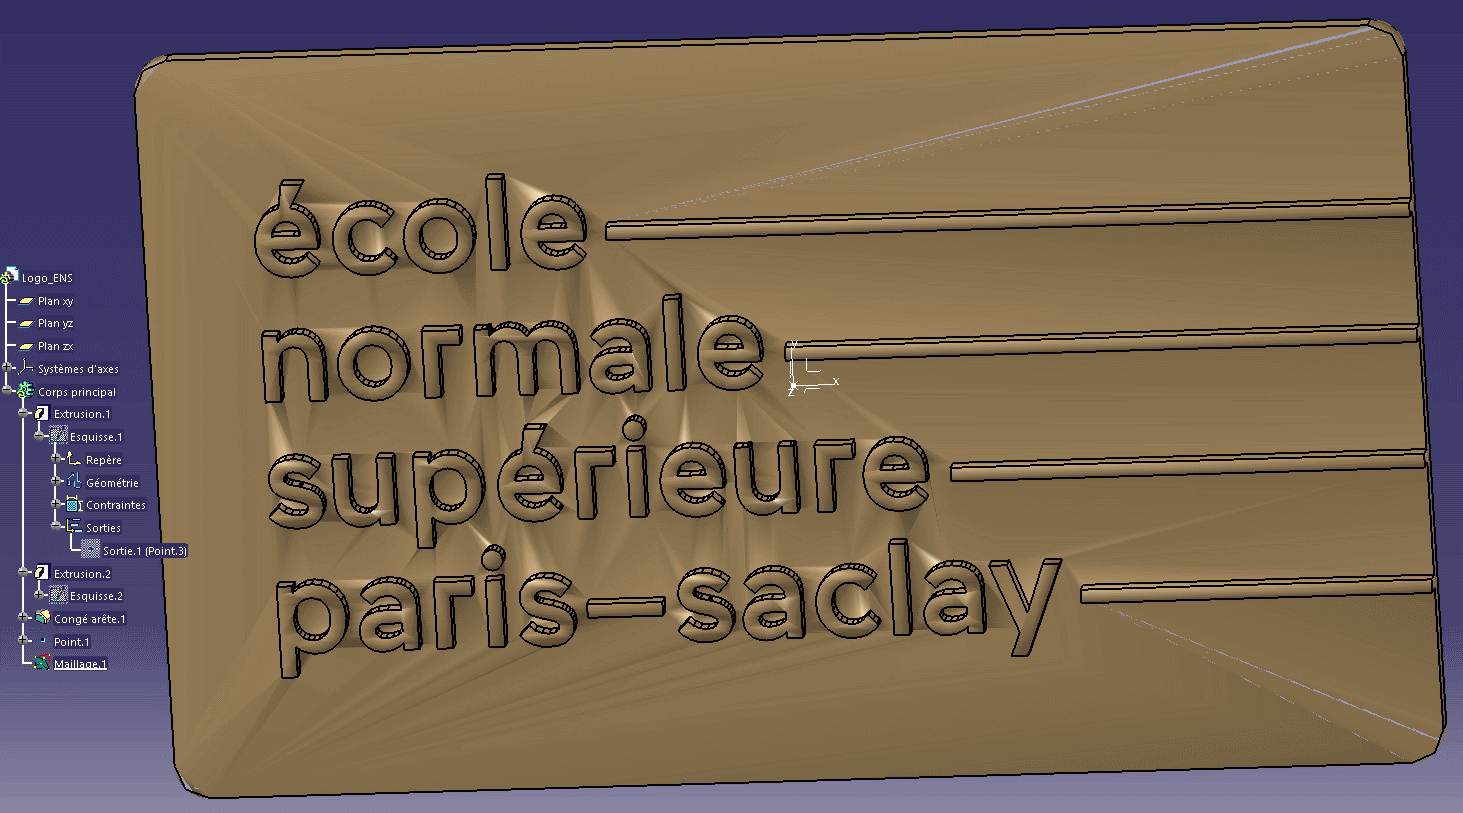 école
normale
supérieure
paris-saclay
Logo_ENS
Plan xy
Plan yz
Plan zx
Systèmes d'axes
Corps principal
Extrusion.1
Esquisse.1
Repère
Géométrie
Contraintes
Sorties
Sortie.1 (Point.3)
Extrusion.2
Esquisse.2
Congé arête.1
Point.1
Maillage.1
y
x
z